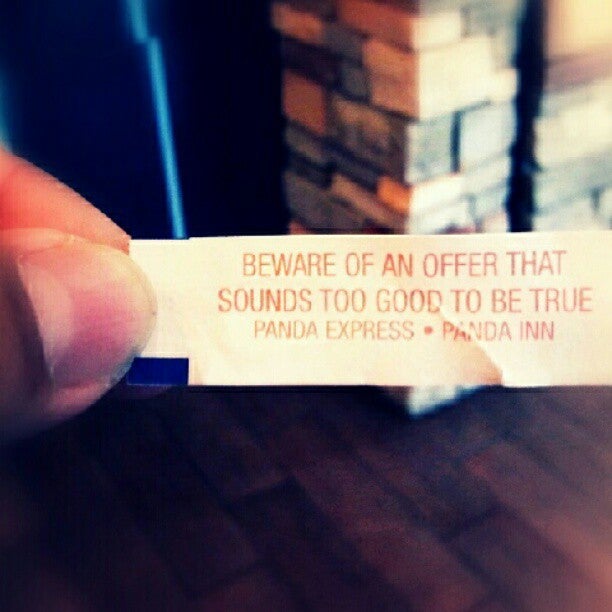 BEWARE OF AN OFFER THAT
SOUNDS TOO GOOD TO BE TRUE
PANDA EXPRESS • PANDA INN